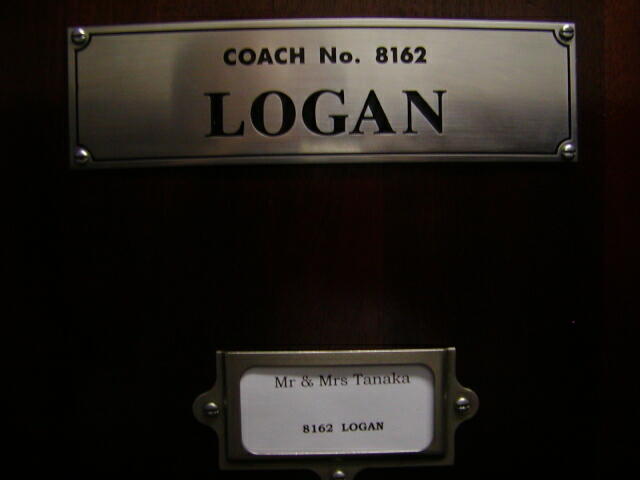 COACH No. 8162
LOGAN
Mr & Mrs Tanaka
8162 LOGAN